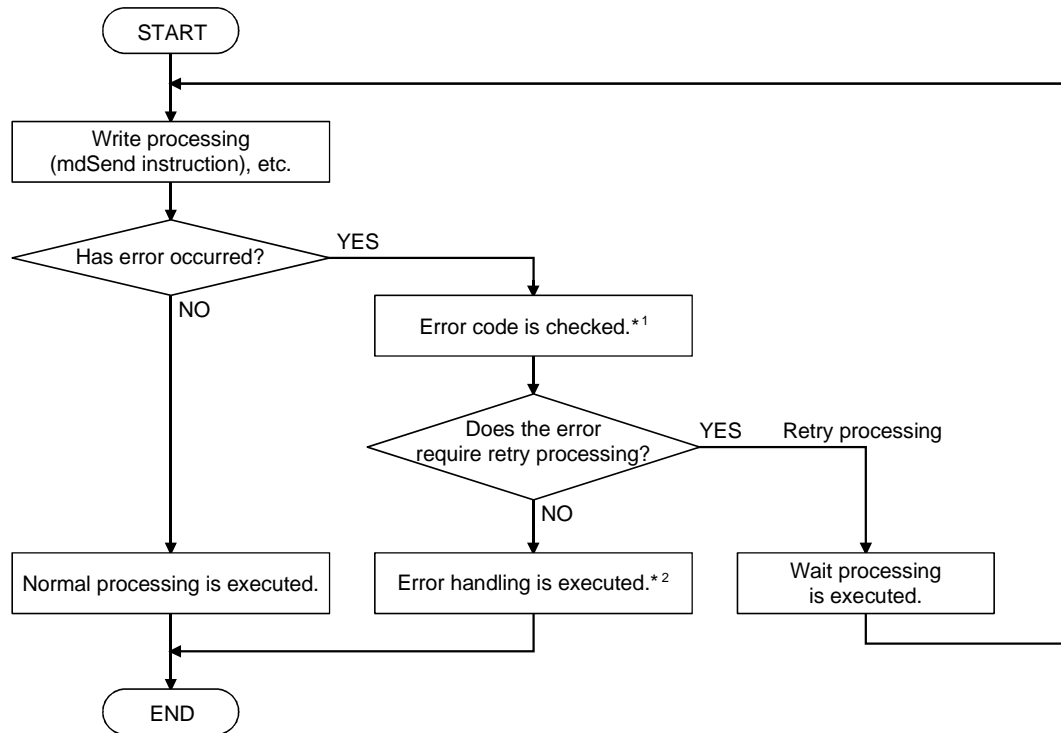 START
Write processing
(mdSend instruction), etc.
Has error occurred?
YES
NO
Error code is checked.*1
Does the error
require retry processing?
YES
Retry processing
NO
Normal processing is executed.
Error handling is executed.*2
Wait processing
is executed.
END